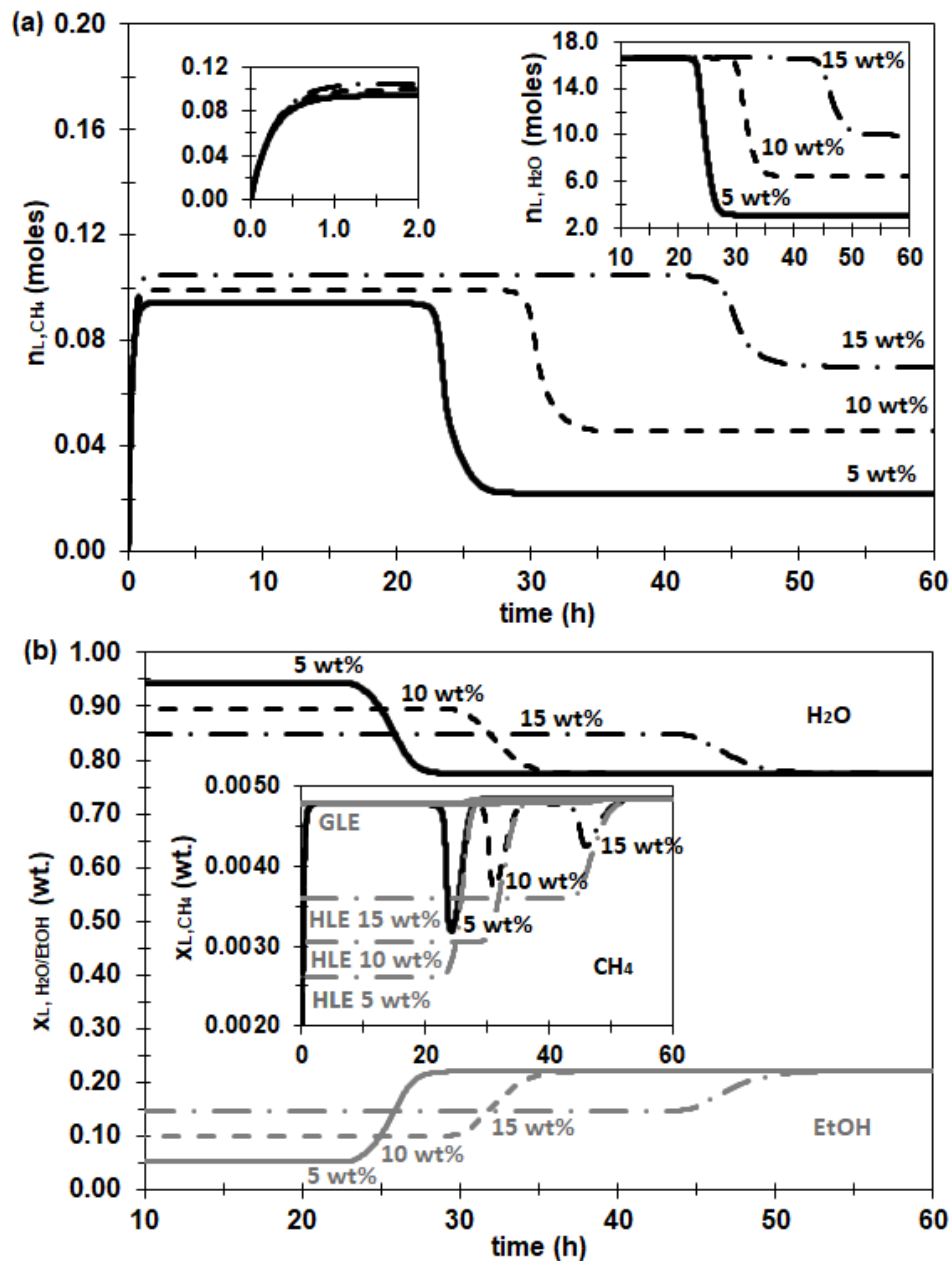 (a)
0.20
0.16
0.12
0.08
0.04
0.00
nL,CH₄ (moles)
0 10 20 30 40 50 60
time (h)
0.12
0.08
0.04
0.00
0.0 0.5 1.0 1.5 2.0
18.0
14.0
10.0
6.0
2.0
nL, H₂O (moles)
10 20 30 40 50 60
15 wt%
10 wt%
5 wt%
15 wt%
10 wt%
5 wt%
(b)
1.00
0.90
0.80
0.70
0.60
0.50
0.40
0.30
0.20
0.10
0.00
xL, H₂O/EtOH (wt.)
10 20 30 40 50 60
time (h)
5 wt%
10 wt%
15 wt%
H₂O
0.0050
0.0040
0.0030
0.0020
xL,CH₄ (wt.)
0 20 40 60
GLE
15 wt%
10 wt%
5 wt%
HLE 15 wt%
HLE 10 wt%
HLE 5 wt%
CH₄
15 wt%
10 wt%
5 wt%
EtOH